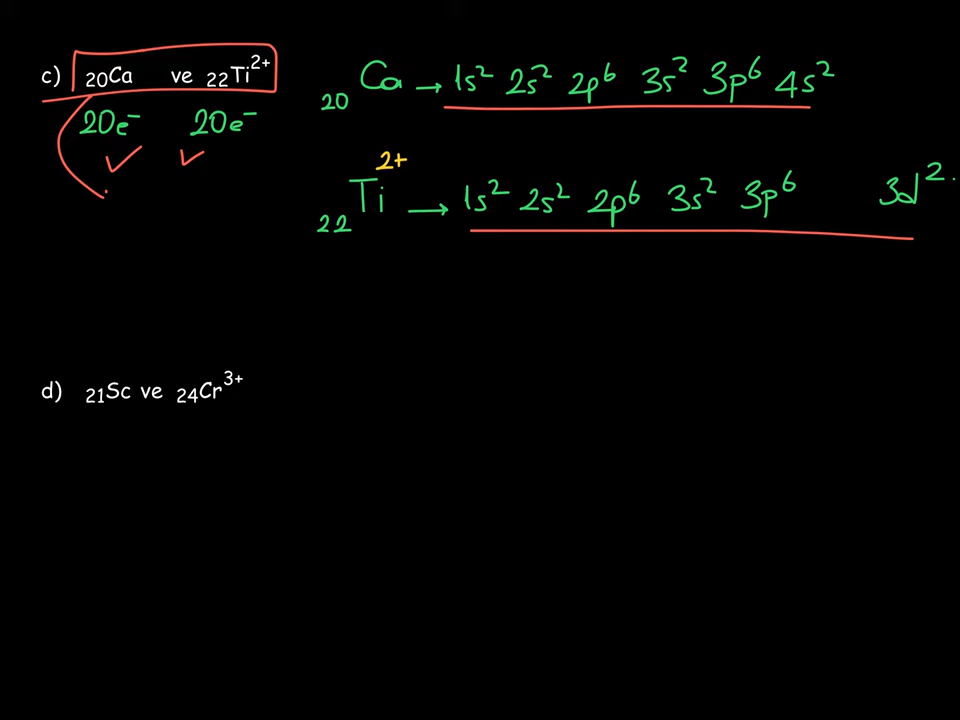 c) ₂₀Ca ve ₂₂Ti²⁺
20e⁻ 20e⁻
₂₀Ca → 1s² 2s² 2p⁶ 3s² 3p⁶ 4s²
₂₂Ti²⁺ → 1s² 2s² 2p⁶ 3s² 3p⁶ 3d²
d) ₂₁Sc ve ₂₄Cr³⁺